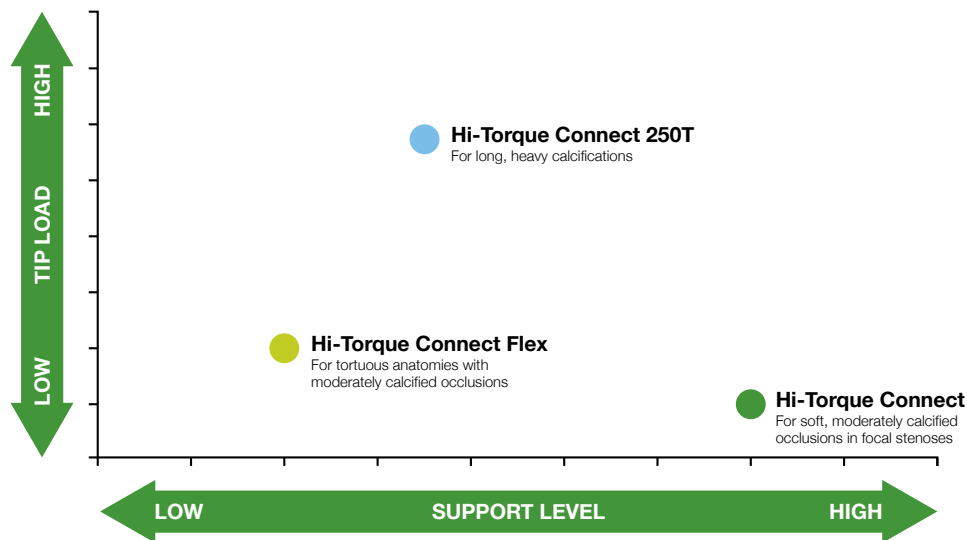 HIGH
TIP LOAD
LOW
Hi-Torque Connect 250T
For long, heavy calcifications
Hi-Torque Connect Flex
For tortuous anatomies with
moderately calcified occlusions
Hi-Torque Connect
For soft, moderately calcified
occlusions in focal stenoses
LOW
SUPPORT LEVEL
HIGH